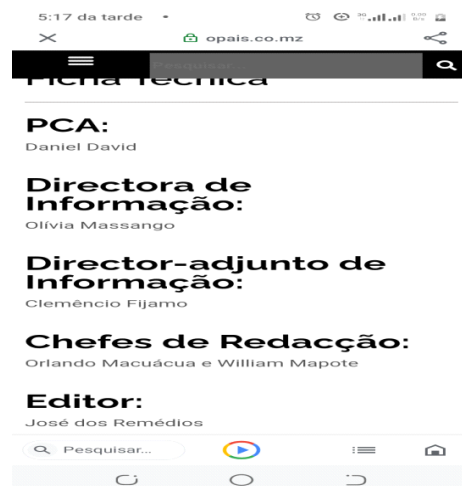 5:17 da tarde
opais.co.mz
Pesquisar...
Ficha Técnica
PCA:
Daniel David
Directora de
Informação:
Olívia Massango
Director-adjunto de
Informação:
Clemêncio Fijamo
Chefes de Redacção:
Orlando Macuácua e William Mapote
Editor:
José dos Remédios
Pesquisar...